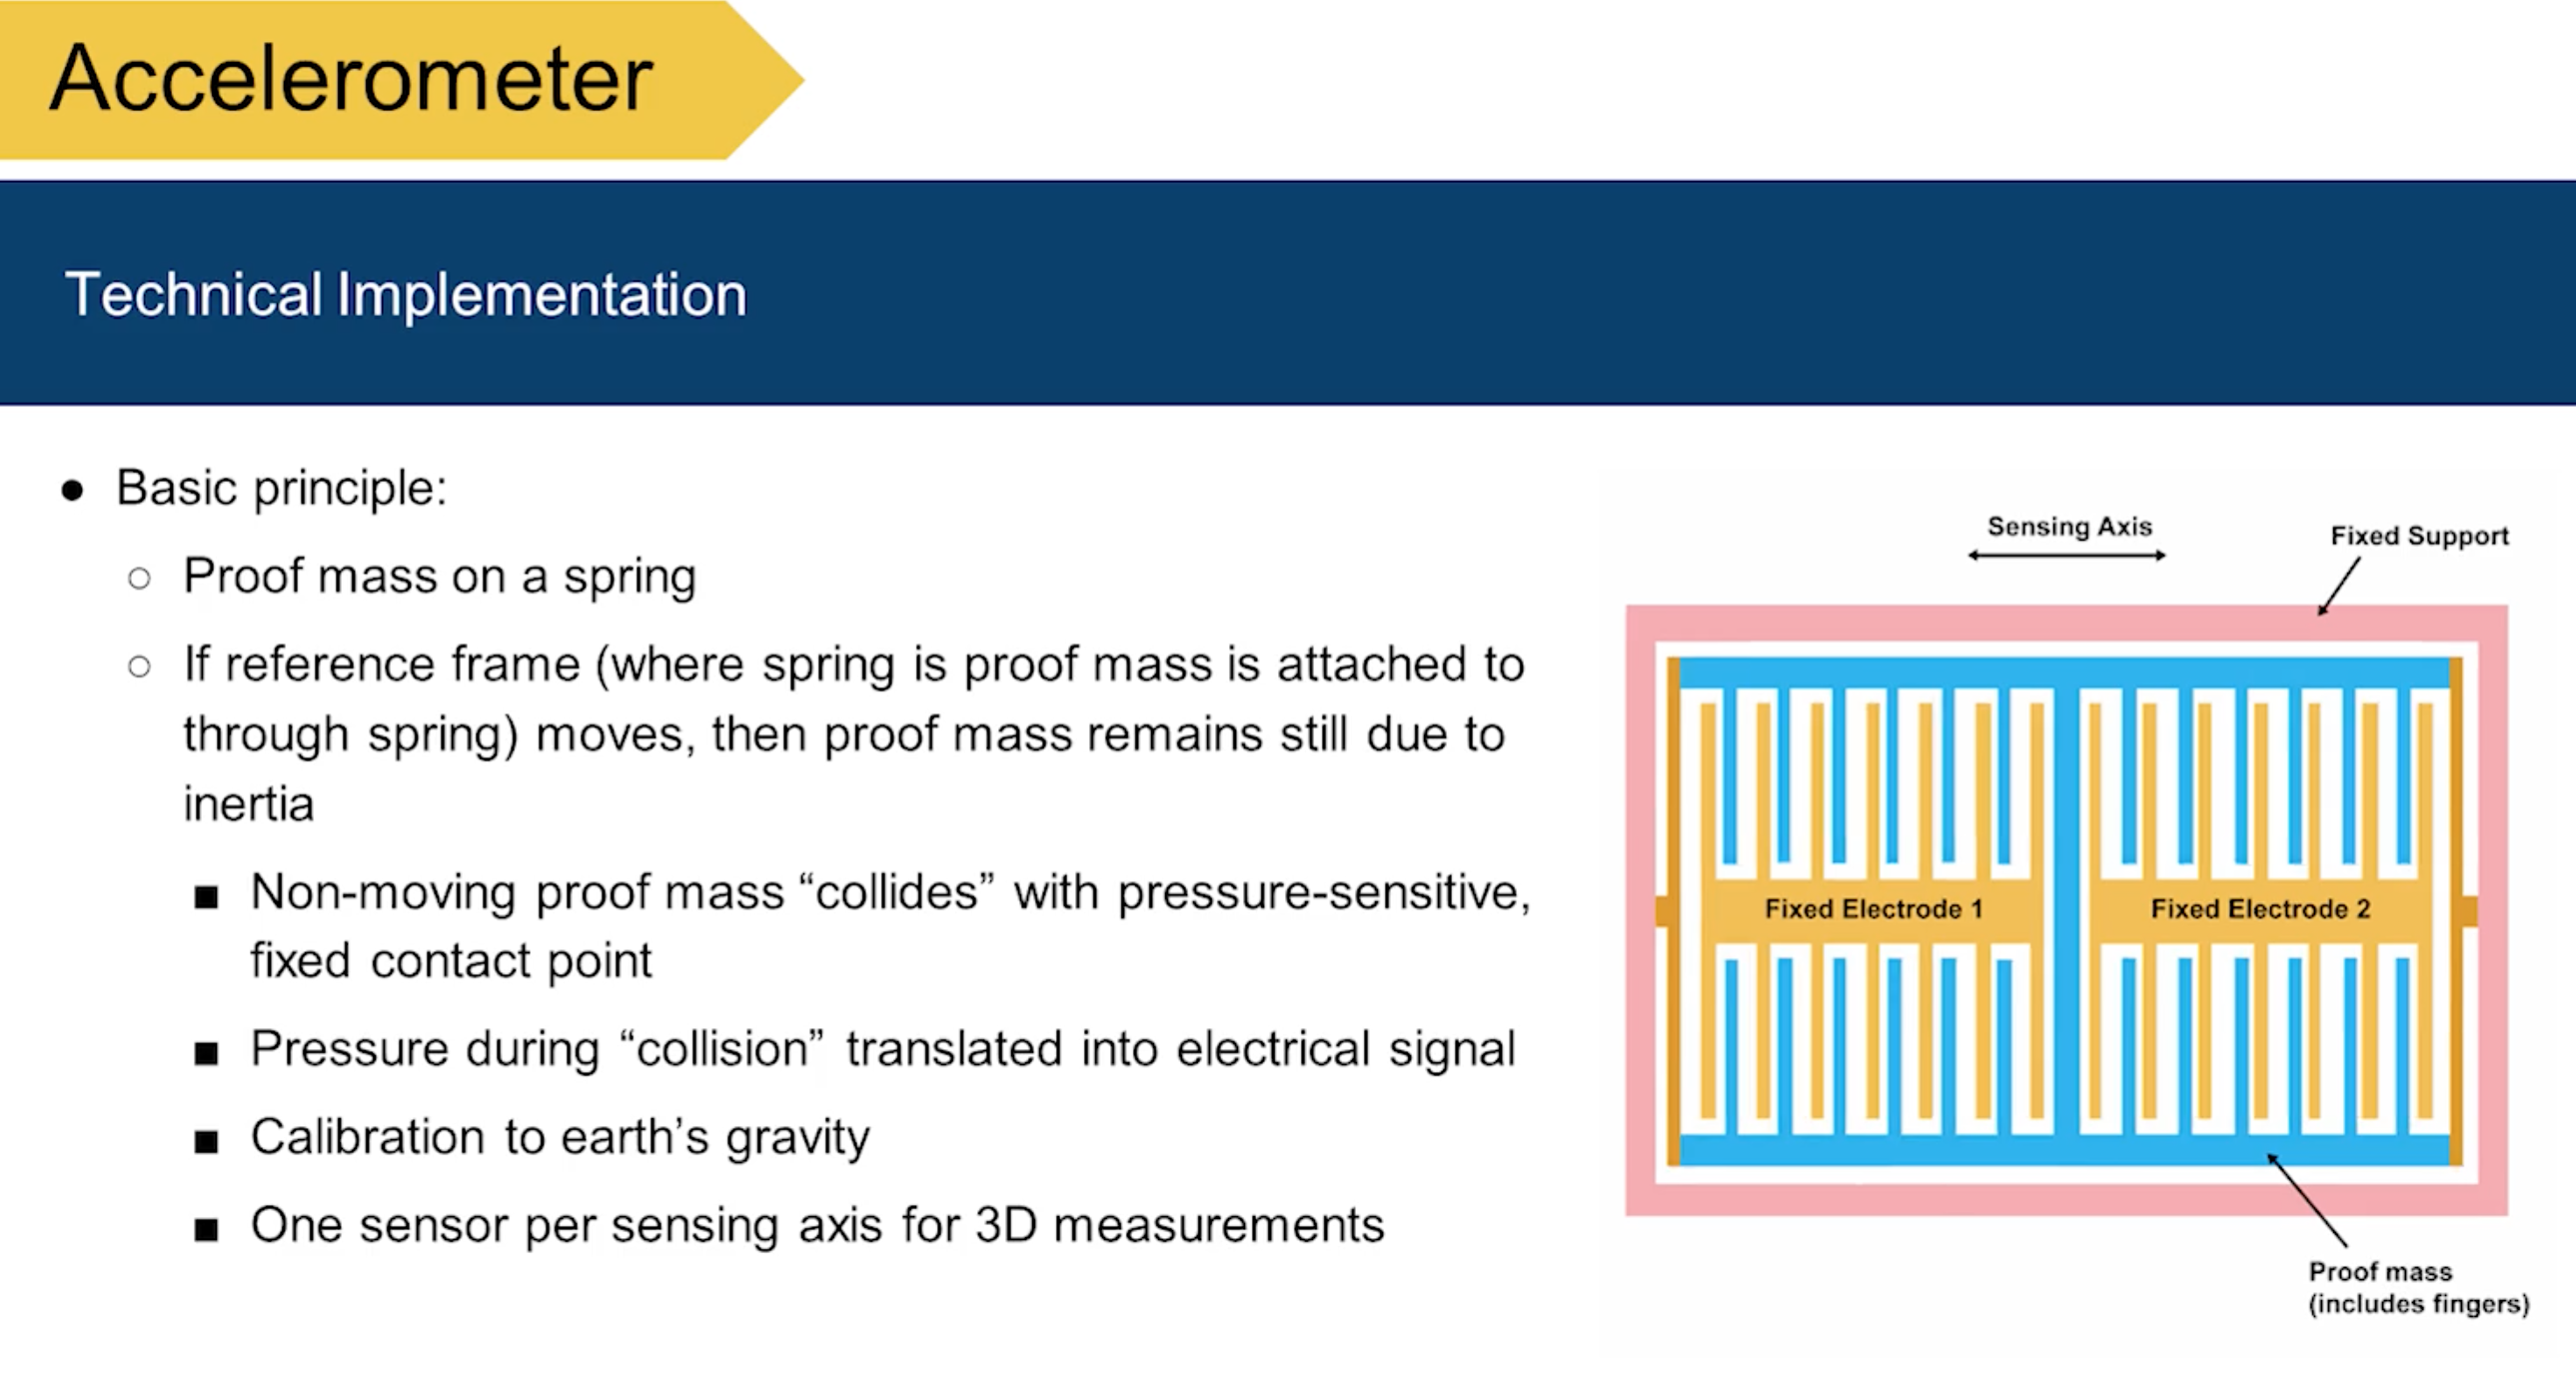 Accelerometer
Technical Implementation
● Basic principle:
○ Proof mass on a spring
○ If reference frame (where spring is proof mass is attached to
through spring) moves, then proof mass remains still due to
inertia
■ Non-moving proof mass “collides” with pressure-sensitive,
fixed contact point
■ Pressure during “collision” translated into electrical signal
■ Calibration to earth’s gravity
■ One sensor per sensing axis for 3D measurements
Sensing Axis
Fixed Support
Fixed Electrode 1
Fixed Electrode 2
Proof mass
(includes fingers)